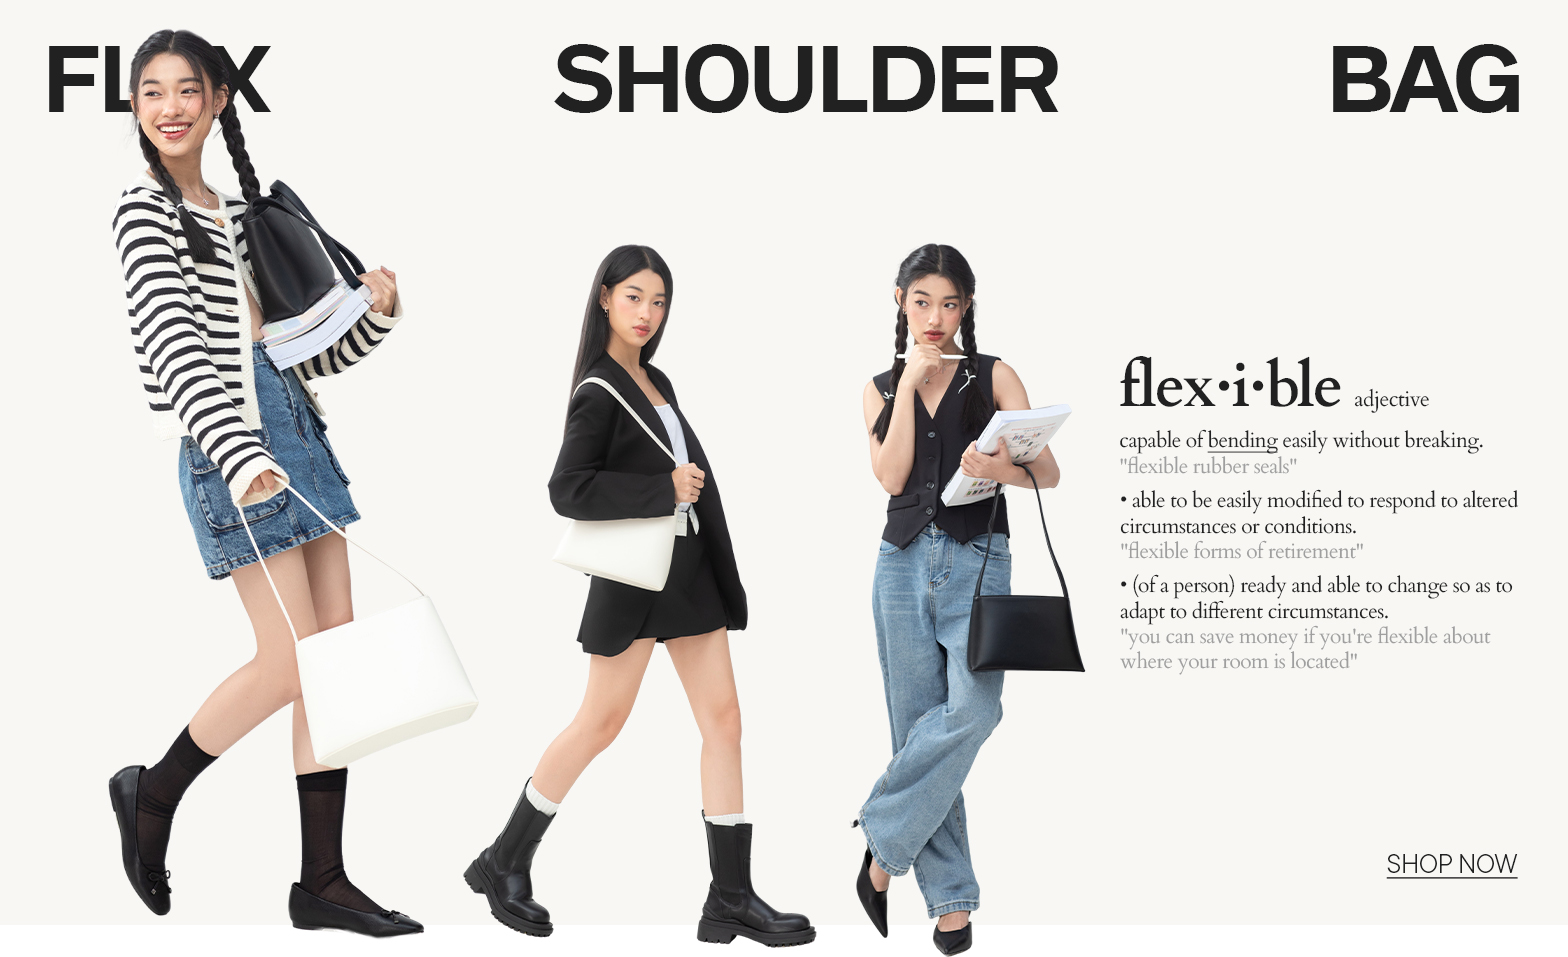 FLEX SHOULDER BAG
flex·i·ble adjective
capable of bending easily without breaking.
"flexible rubber seals"
• able to be easily modified to respond to altered
circumstances or conditions.
"flexible forms of retirement"
• (of a person) ready and able to change so as to
adapt to different circumstances.
"you can save money if you're flexible about
where your room is located"
SHOP NOW